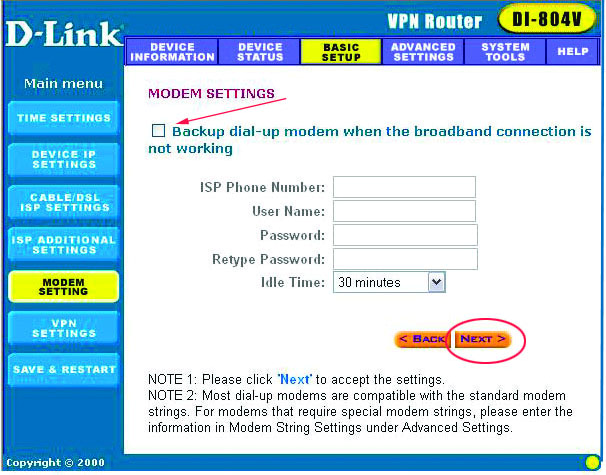 D-Link
VPN Router
DI-804V
DEVICE INFORMATION
DEVICE STATUS
BASIC SETUP
ADVANCED SETTINGS
SYSTEM TOOLS
HELP
Main menu
TIME SETTINGS
DEVICE IP SETTINGS
CABLE/DSL ISP SETTINGS
ISP ADDITIONAL SETTINGS
MODEM SETTING
VPN SETTINGS
SAVE & RESTART
MODEM SETTINGS
Backup dial-up modem when the broadband connection is
not working
ISP Phone Number:
User Name:
Password:
Retype Password:
Idle Time: 30 minutes
< BACK NEXT >
NOTE 1: Please click 'Next' to accept the settings.
NOTE 2: Most dial-up modems are compatible with the standard modem
strings. For modems that require special modem strings, please enter the
information in Modem String Settings under Advanced Settings.
Copyright © 2000